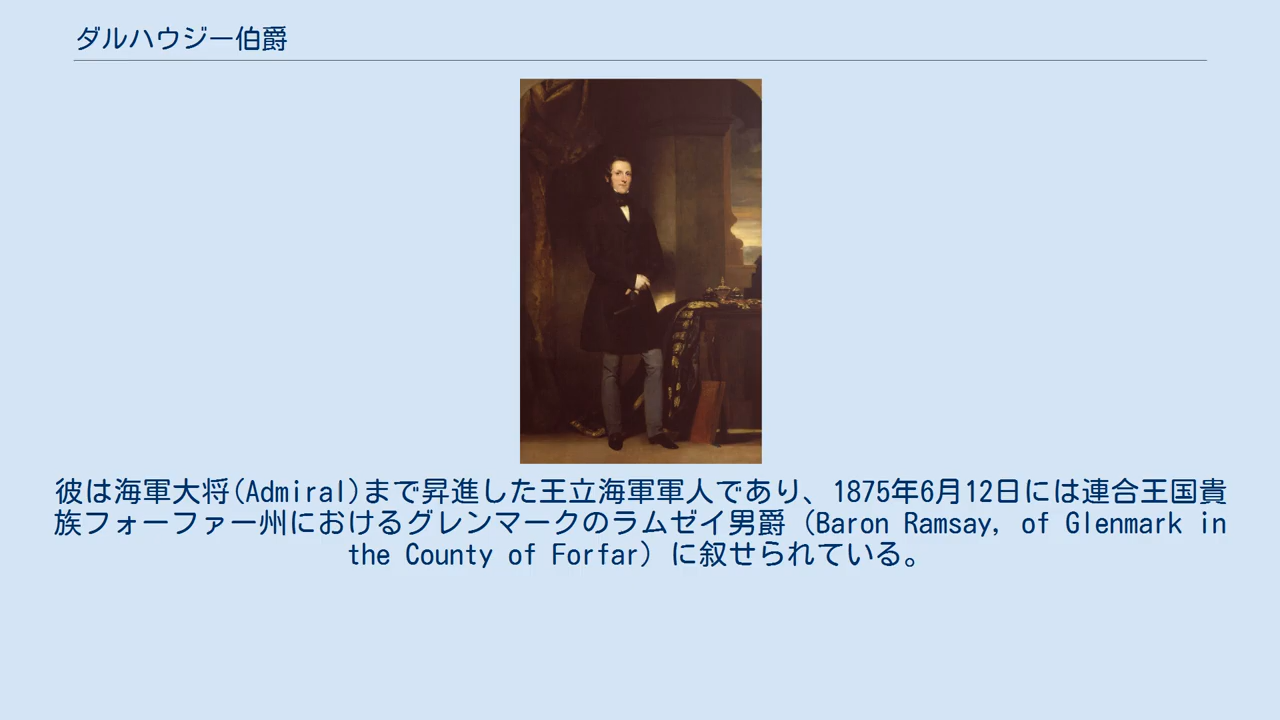 ダルハウジー伯爵
彼は海軍大将(Admiral)まで昇進した王立海軍軍人であり、1875年6月12日には連合王国貴
族フォーファー州におけるグレンマークのラムゼイ男爵（Baron Ramsay, of Glenmark in
the County of Forfar）に叙せられている。